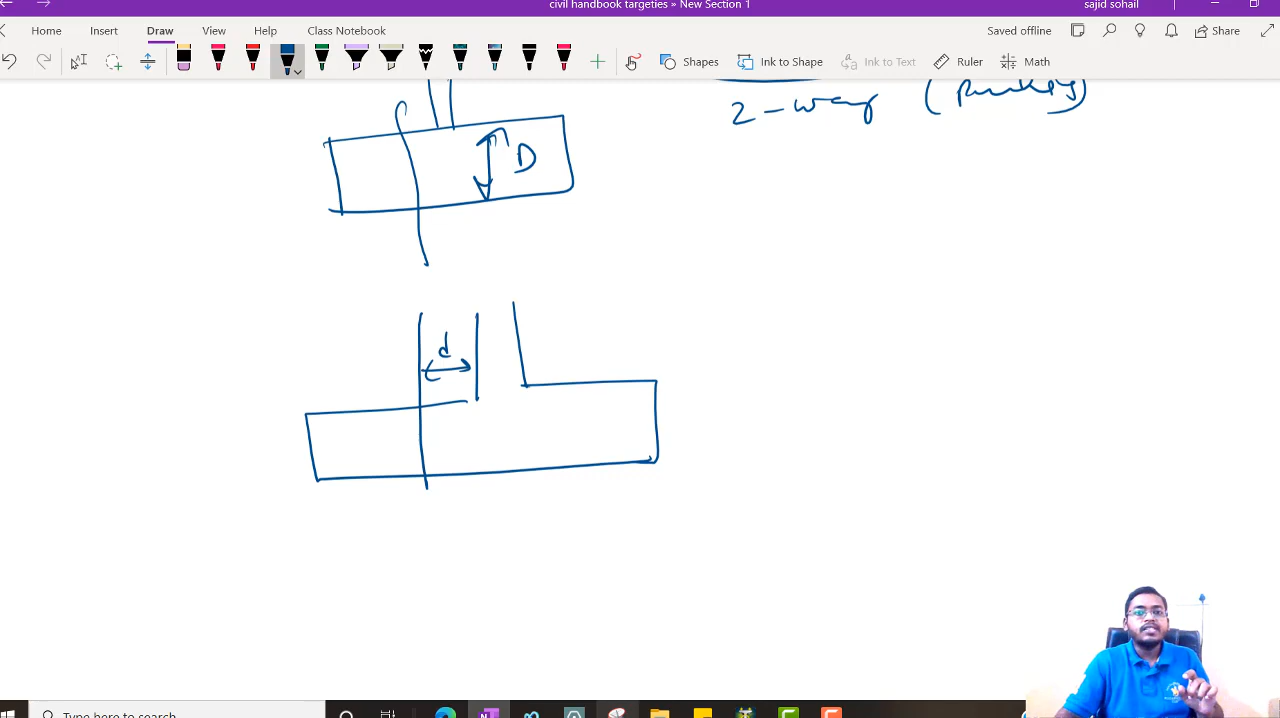 civil handbook targeties » New Section 1
sajid sohail
Home Insert Draw View Help Class Notebook
Saved offline
Share
Shapes
Ink to Shape
Ink to Text
Ruler
Math
2-way
D
d
Type here to search